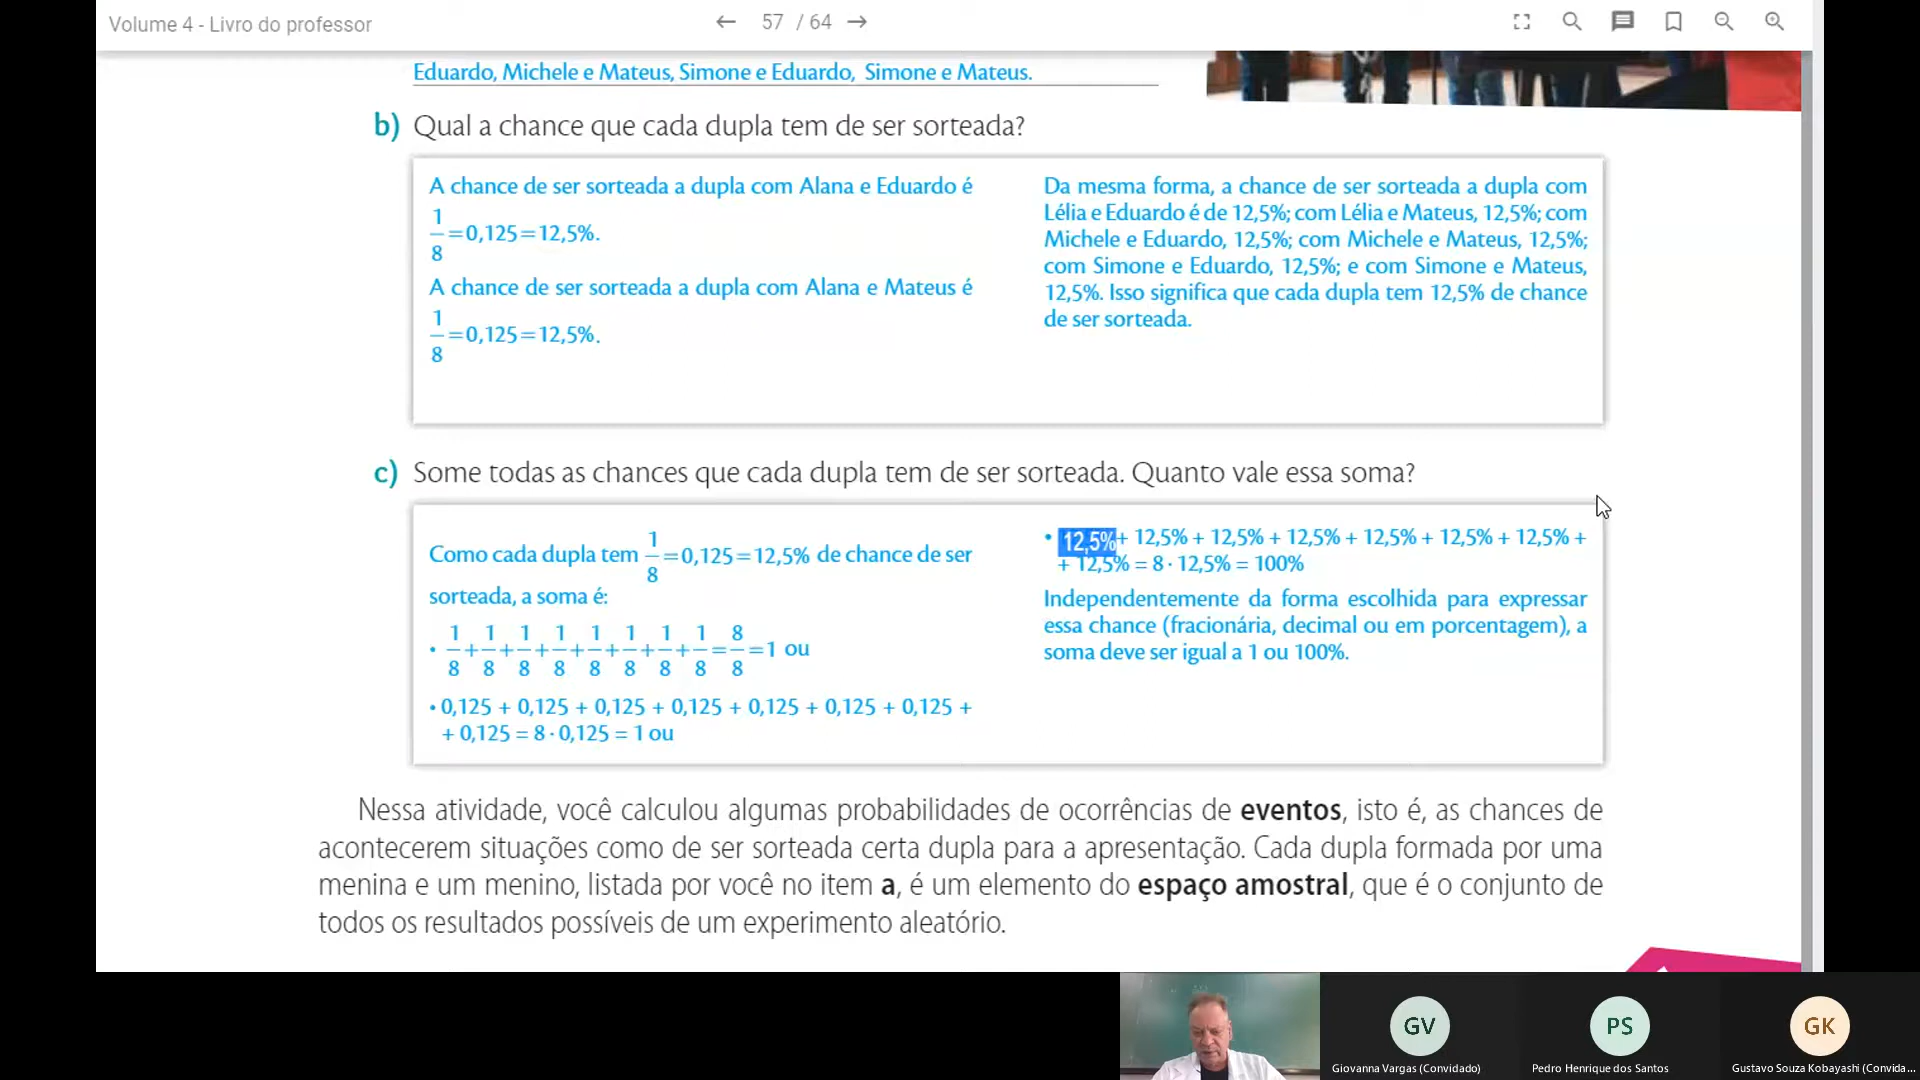 Volume 4 - Livro do professor
57 / 64
Eduardo, Michele e Mateus, Simone e Eduardo, Simone e Mateus.
b) Qual a chance que cada dupla tem de ser sorteada?
A chance de ser sorteada a dupla com Alana e Eduardo é
1/8 = 0,125 = 12,5%.
A chance de ser sorteada a dupla com Alana e Mateus é
1/8 = 0,125 = 12,5%.
Da mesma forma, a chance de ser sorteada a dupla com
Lélia e Eduardo é de 12,5%; com Lélia e Mateus, 12,5%; com
Michele e Eduardo, 12,5%; com Michele e Mateus, 12,5%;
com Simone e Eduardo, 12,5%; e com Simone e Mateus,
12,5%. Isso significa que cada dupla tem 12,5% de chance
de ser sorteada.
c) Some todas as chances que cada dupla tem de ser sorteada. Quanto vale essa soma?
Como cada dupla tem 1/8 = 0,125 = 12,5% de chance de ser
sorteada, a soma é:
• 1/8 + 1/8 + 1/8 + 1/8 + 1/8 + 1/8 + 1/8 + 1/8 = 8/8 = 1 ou
• 0,125 + 0,125 + 0,125 + 0,125 + 0,125 + 0,125 + 0,125 +
+ 0,125 = 8 · 0,125 = 1 ou
• 12,5% + 12,5% + 12,5% + 12,5% + 12,5% + 12,5% + 12,5% +
+ 12,5% = 8 · 12,5% = 100%
Independentemente da forma escolhida para expressar
essa chance (fracionária, decimal ou em porcentagem), a
soma deve ser igual a 1 ou 100%.
Nessa atividade, você calculou algumas probabilidades de ocorrências de eventos, isto é, as chances de
acontecerem situações como de ser sorteada certa dupla para a apresentação. Cada dupla formada por uma
menina e um menino, listada por você no item a, é um elemento do espaço amostral, que é o conjunto de
todos os resultados possíveis de um experimento aleatório.
GV
PS
GK
Giovanna Vargas (Convidado)
Pedro Henrique dos Santos
Gustavo Souza Kobayashi (Convida...